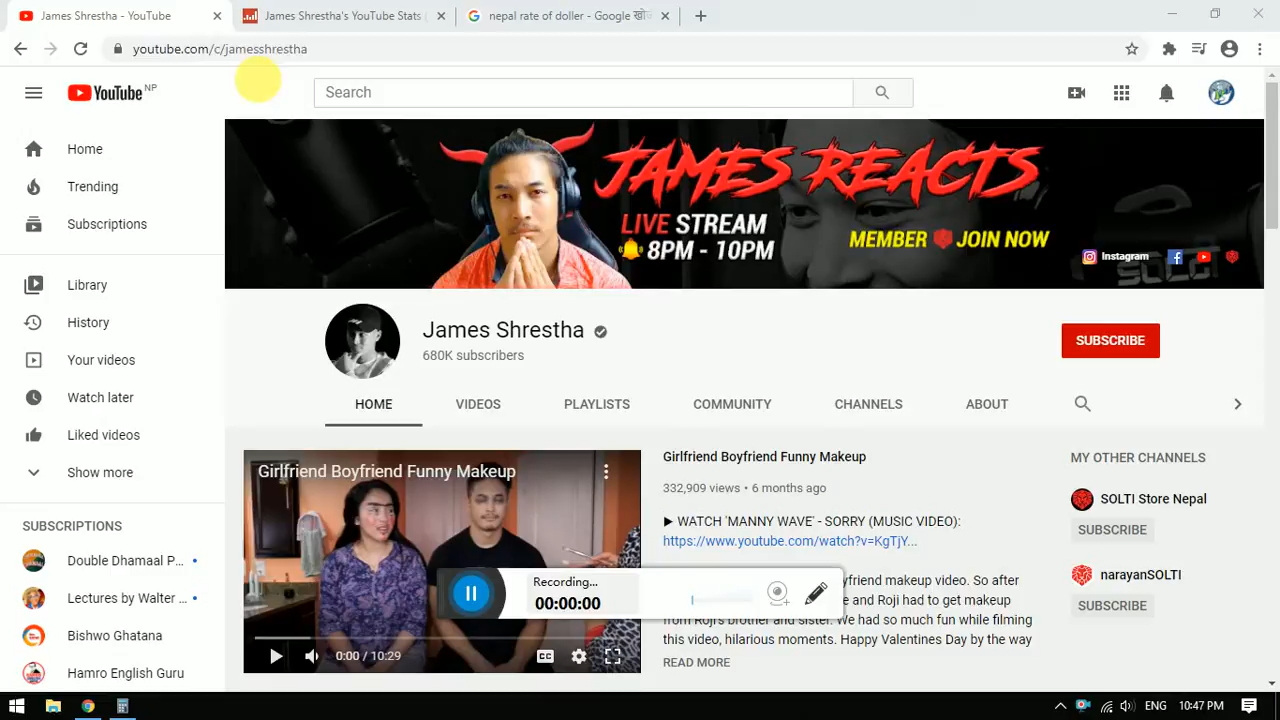 James Shrestha - YouTube
James Shrestha's YouTube Stats (
nepal rate of doller - Google खोज
youtube.com/c/jamesshrestha
YouTube NP
Search
Home
Trending
Subscriptions
Library
History
Your videos
Watch later
Liked videos
Show more
SUBSCRIPTIONS
Double Dhamaal P...
Lectures by Walter ...
Bishwo Ghatana
Hamro English Guru
JAMES REACTS
LIVE STREAM
8PM - 10PM
MEMBER JOIN NOW
Instagram
SOLTI
James Shrestha
680K subscribers
SUBSCRIBE
HOME
VIDEOS
PLAYLISTS
COMMUNITY
CHANNELS
ABOUT
Girlfriend Boyfriend Funny Makeup
0:00 / 10:29
CC
Girlfriend Boyfriend Funny Makeup
332,909 views • 6 months ago
▶ WATCH 'MANNY WAVE' - SORRY (MUSIC VIDEO):
https://www.youtube.com/watch?v=KgTjY...
friend makeup video. So after
e and Roji had to get makeup
from Roji's brother and sister. We had so much fun while filming
this video, hilarious moments. Happy Valentines Day by the way
READ MORE
MY OTHER CHANNELS
SOLTI Store Nepal
SUBSCRIBE
narayanSOLTI
SUBSCRIBE
Recording...
00:00:00
ENG
10:47 PM